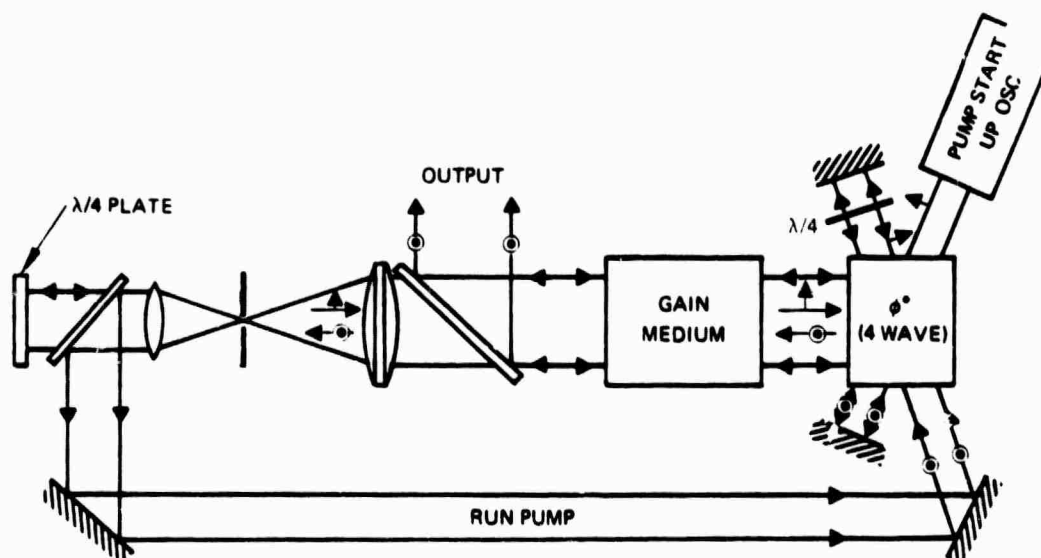 PUMP START
UP OSC
OUTPUT
λ/4 PLATE
λ/4
GAIN
MEDIUM
ϕ*
(4 WAVE)
RUN PUMP